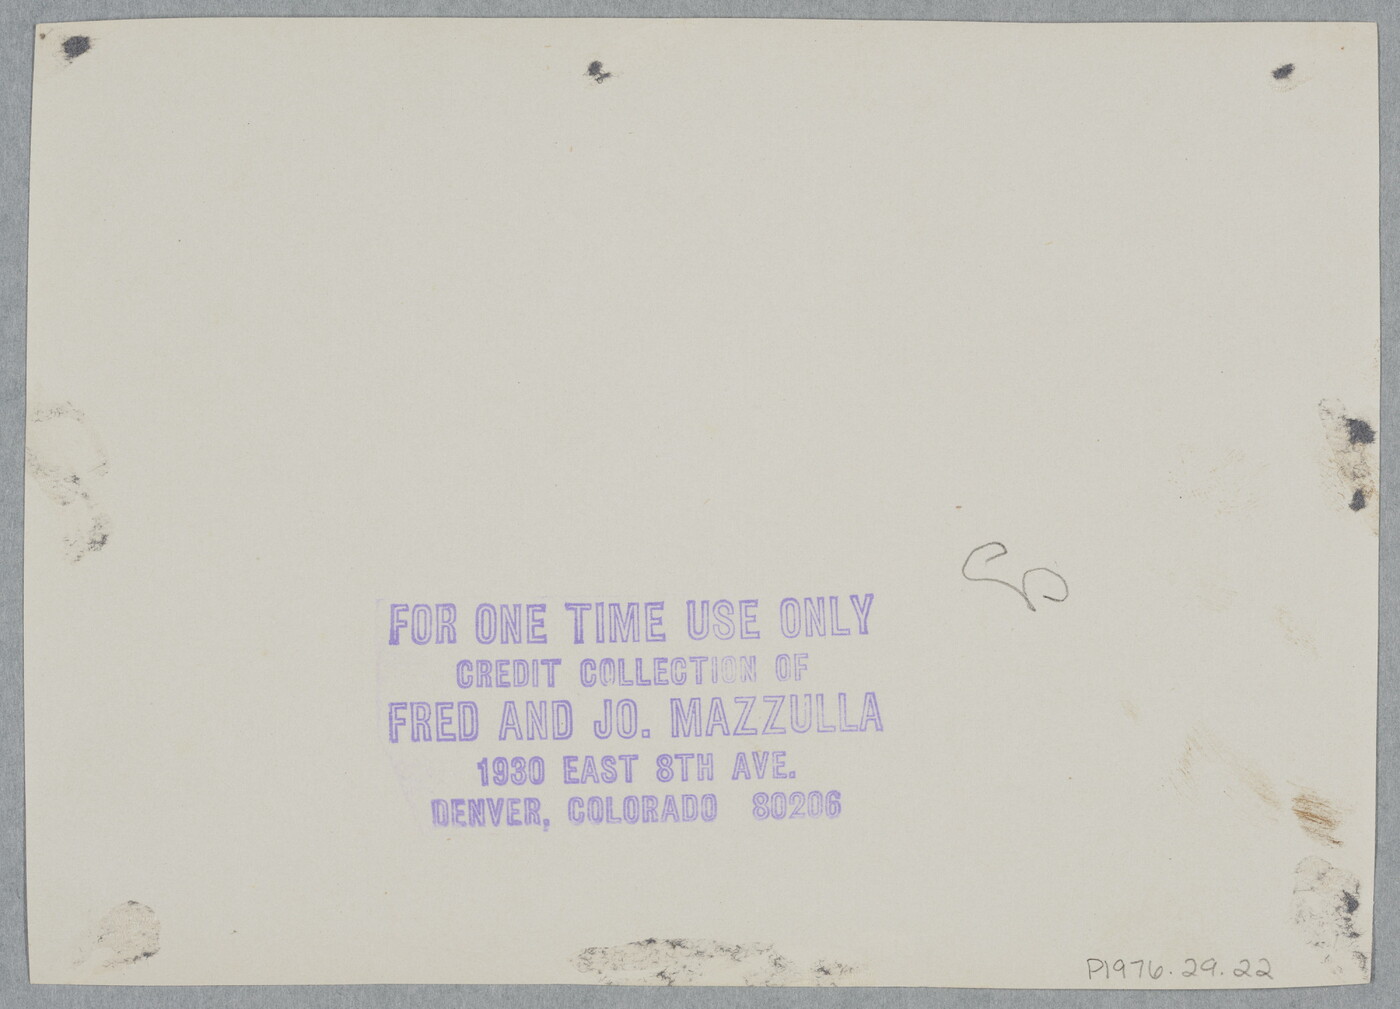 FOR ONE TIME USE ONLY
CREDIT COLLECTION OF
FRED AND JO. MAZZULLA
1930 EAST 8TH AVE.
DENVER, COLORADO 80206
P1976.29.22